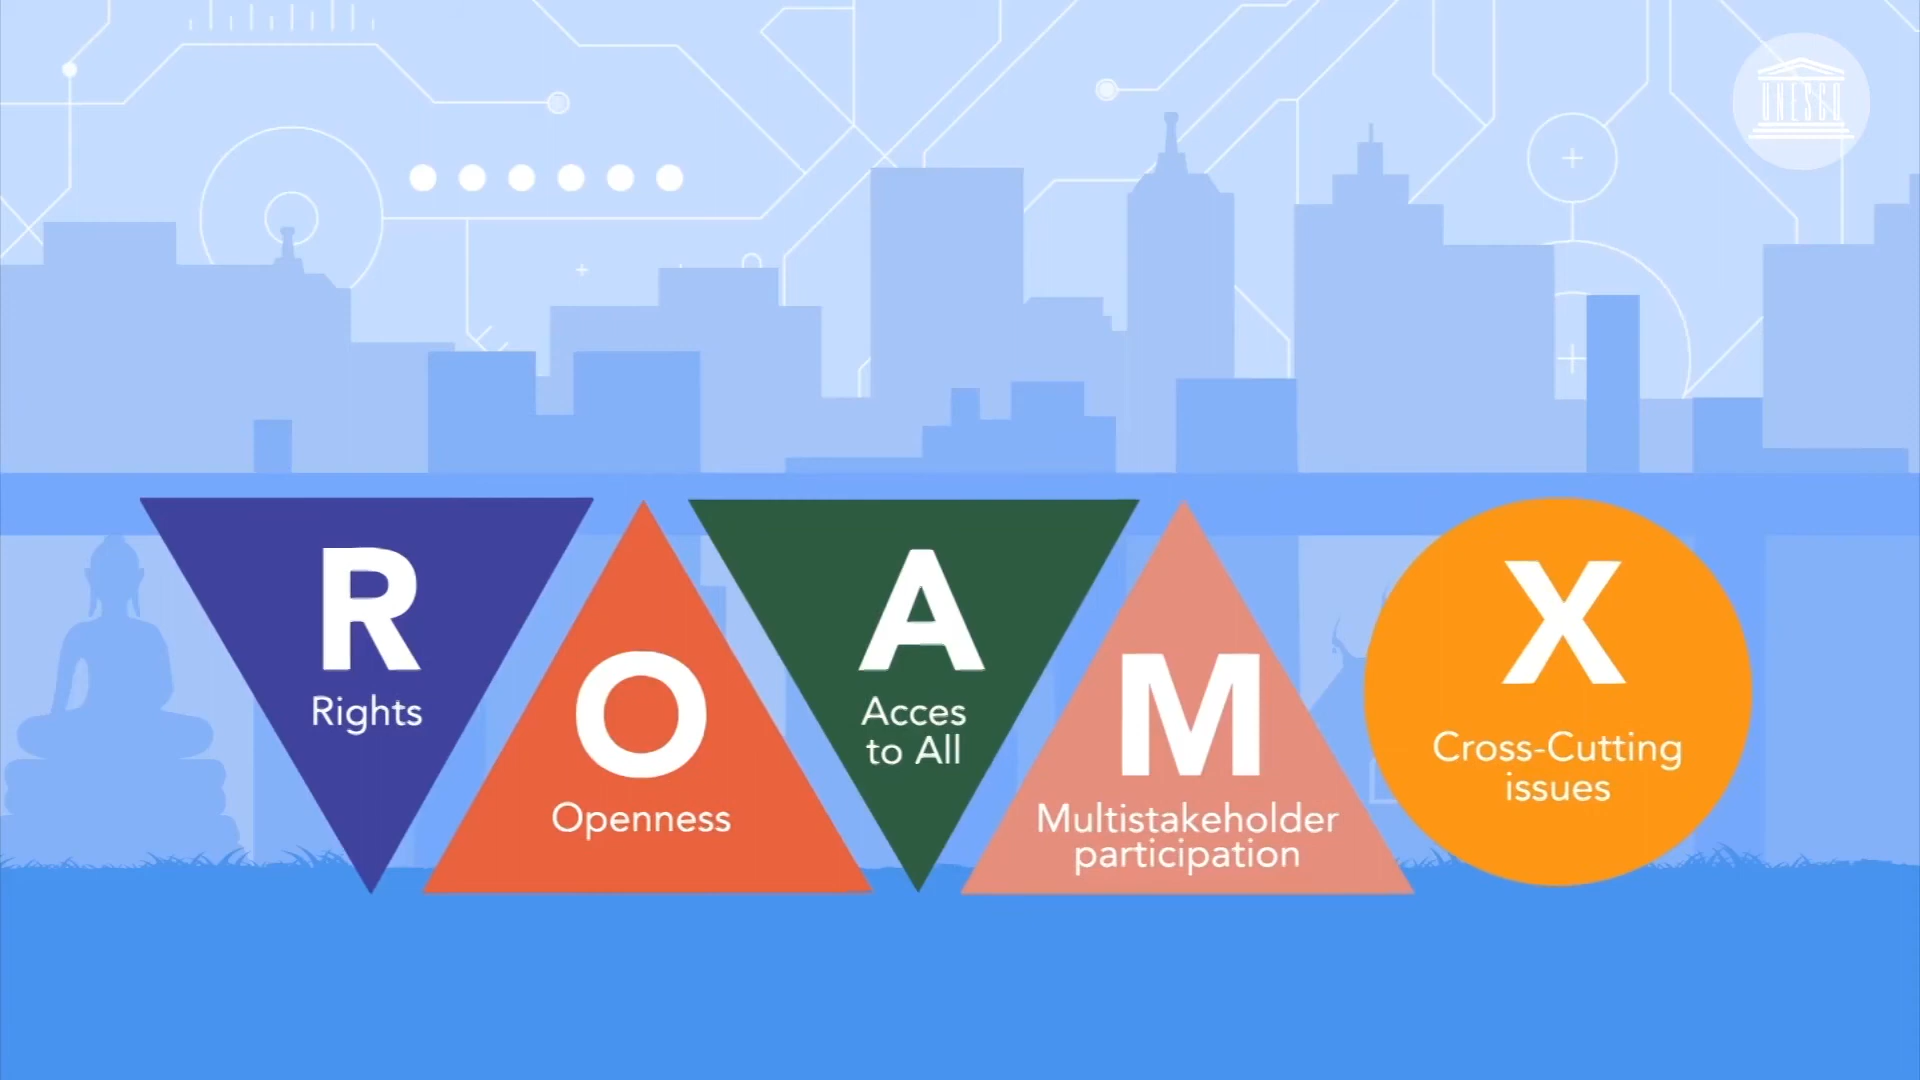 UNESCO
R
Rights
O
Openness
A
Acces
to All
M
Multistakeholder
participation
X
Cross-Cutting
issues